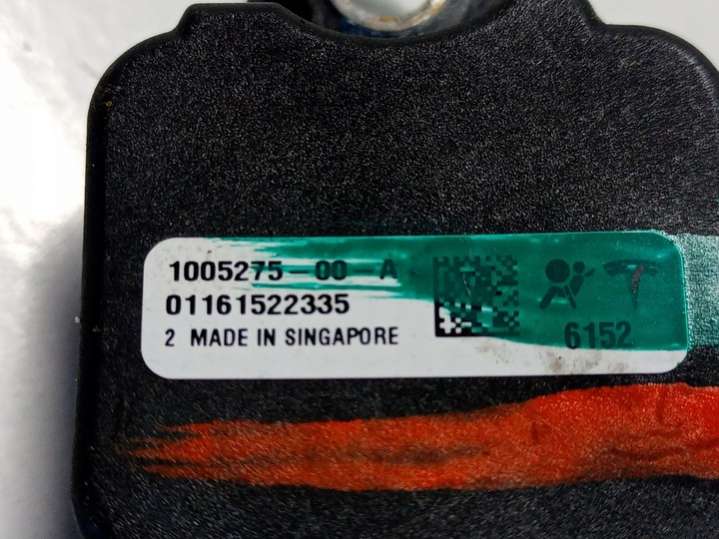 1005275-00-A
01161522335
2 MADE IN SINGAPORE
6152